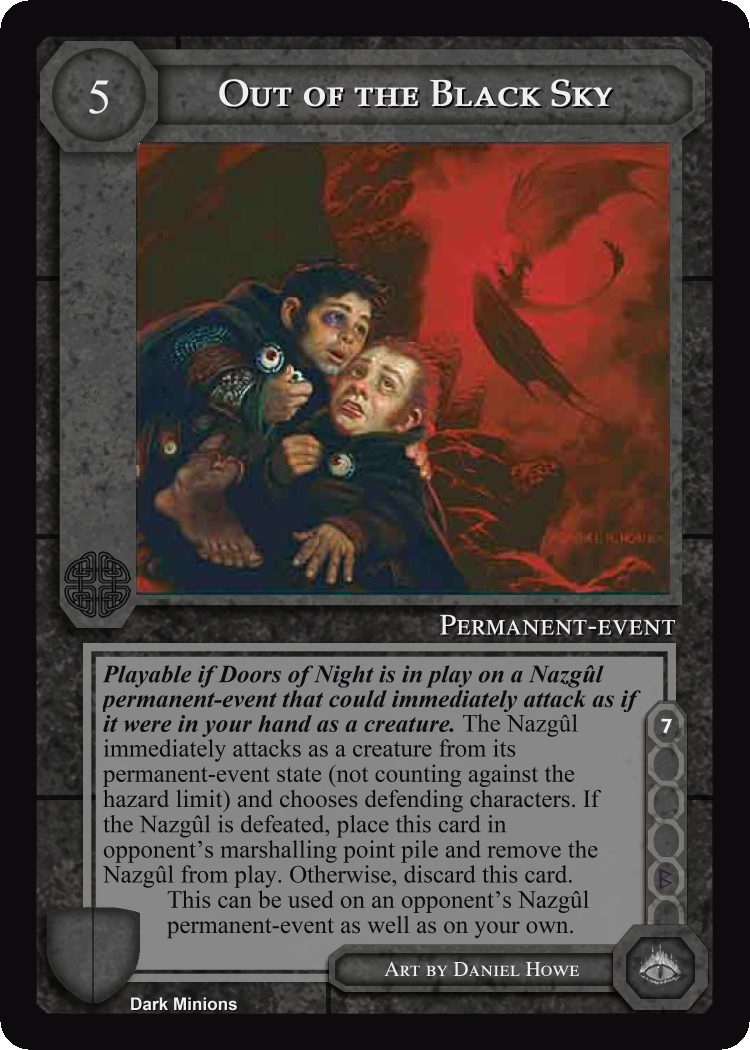 5
OUT OF THE BLACK SKY
PERMANENT-EVENT
Playable if Doors of Night is in play on a Nazgûl
permanent-event that could immediately attack as if
it were in your hand as a creature. The Nazgûl
immediately attacks as a creature from its
permanent-event state (not counting against the
hazard limit) and chooses defending characters. If
the Nazgûl is defeated, place this card in
opponent’s marshalling point pile and remove the
Nazgûl from play. Otherwise, discard this card.
This can be used on an opponent’s Nazgûl
permanent-event as well as on your own.
7
B
ART BY DANIEL HOWE
Dark Minions